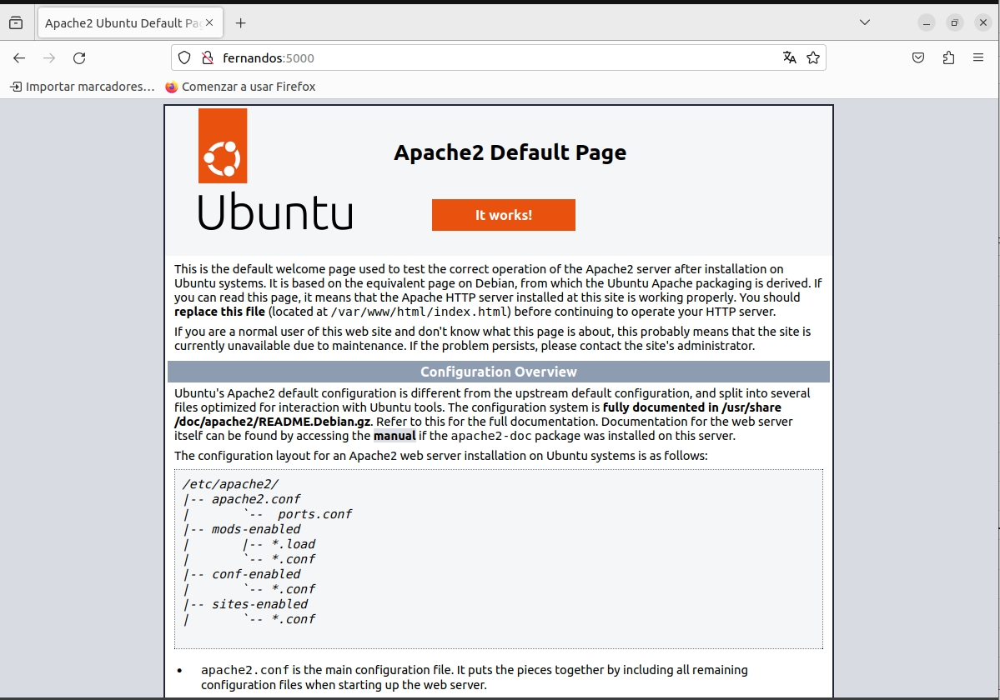 Apache2 Ubuntu Default Pa
fernandos:5000
Importar marcadores...
Comenzar a usar Firefox
Apache2 Default Page
Ubuntu
It works!
This is the default welcome page used to test the correct operation of the Apache2 server after installation on
Ubuntu systems. It is based on the equivalent page on Debian, from which the Ubuntu Apache packaging is derived. If
you can read this page, it means that the Apache HTTP server installed at this site is working properly. You should
replace this file (located at /var/www/html/index.html) before continuing to operate your HTTP server.
If you are a normal user of this web site and don't know what this page is about, this probably means that the site is
currently unavailable due to maintenance. If the problem persists, please contact the site's administrator.
Configuration Overview
Ubuntu's Apache2 default configuration is different from the upstream default configuration, and split into several
files optimized for interaction with Ubuntu tools. The configuration system is fully documented in /usr/share
/doc/apache2/README.Debian.gz. Refer to this for the full documentation. Documentation for the web server
itself can be found by accessing the manual if the apache2-doc package was installed on this server.
The configuration layout for an Apache2 web server installation on Ubuntu systems is as follows:
/etc/apache2/
|-- apache2.conf
|       `--  ports.conf
|-- mods-enabled
|       |-- *.load
|       `-- *.conf
|-- conf-enabled
|       `-- *.conf
|-- sites-enabled
|       `-- *.conf
• apache2.conf is the main configuration file. It puts the pieces together by including all remaining
configuration files when starting up the web server.